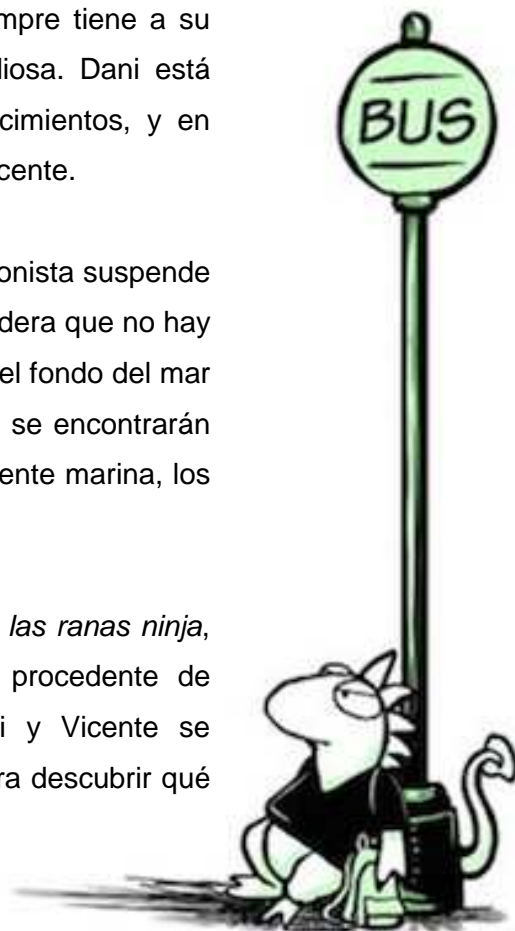 mpre tiene a su
diosa. Dani está
cimientos, y en
cente.
onista suspende
dera que no hay
el fondo del mar
se encontrarán
ente marina, los
las ranas ninja,
procedente de
i y Vicente se
ra descubrir qué
BUS